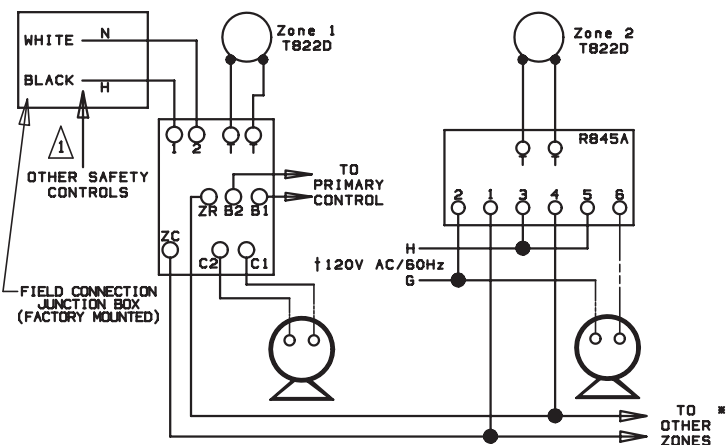 WHITE N
BLACK H
1
OTHER SAFETY
CONTROLS
FIELD CONNECTION
JUNCTION BOX
(FACTORY MOUNTED)
Zone 1
T822D
1 2 T T
ZR B2 B1
ZC
C2 C1
TO
PRIMARY
CONTROL
Zone 2
T822D
R845A
T T
2 1 3 4 5 6
H
†120V AC/60Hz
G
TO *
OTHER
ZONES